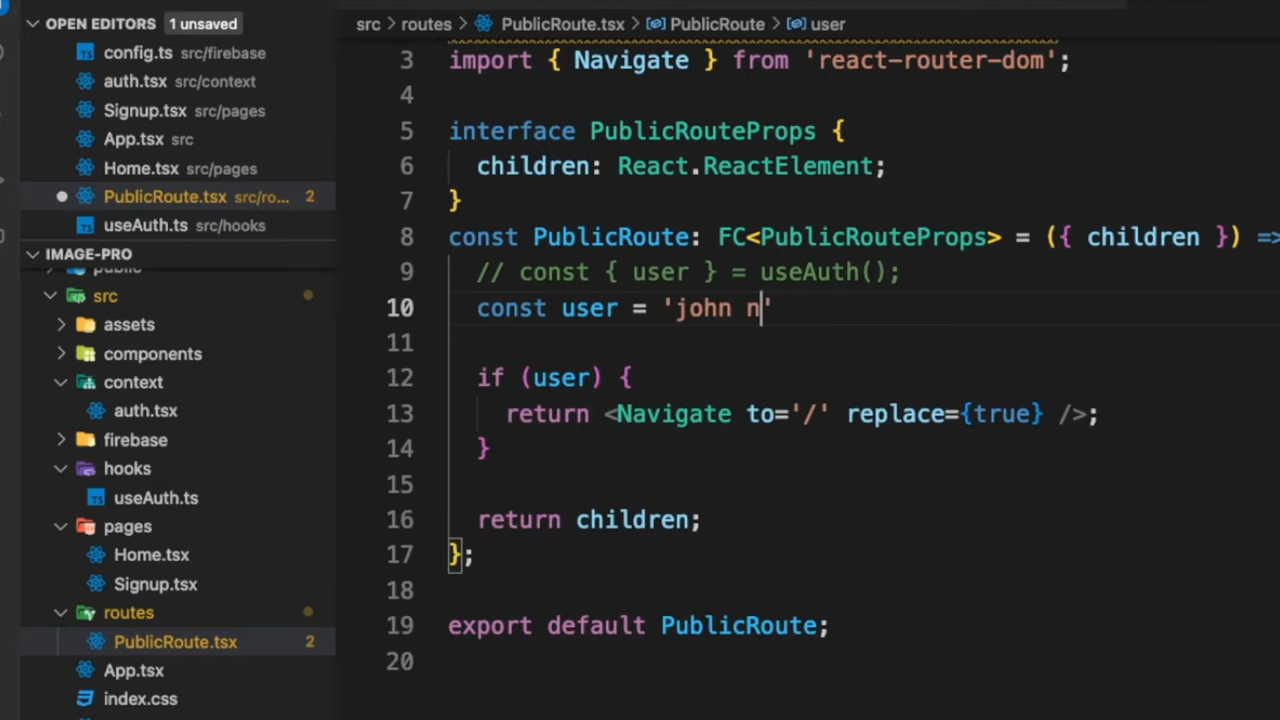 OPEN EDITORS 1 unsaved
config.ts src/firebase
auth.tsx src/context
Signup.tsx src/pages
App.tsx src
Home.tsx src/pages
PublicRoute.tsx src/ro... 2
useAuth.ts src/hooks
IMAGE-PRO
public
src
assets
components
context
auth.tsx
firebase
hooks
useAuth.ts
pages
Home.tsx
Signup.tsx
routes
PublicRoute.tsx 2
App.tsx
index.css
src > routes > PublicRoute.tsx > PublicRoute > user
3 import { Navigate } from 'react-router-dom';
4
5 interface PublicRouteProps {
6 children: React.ReactElement;
7 }
8 const PublicRoute: FC<PublicRouteProps> = ({ children }) =>
9 // const { user } = useAuth();
10 const user = 'john n'
11
12 if (user) {
13 return <Navigate to='/' replace={true} />;
14 }
15
16 return children;
17 };
18
19 export default PublicRoute;
20